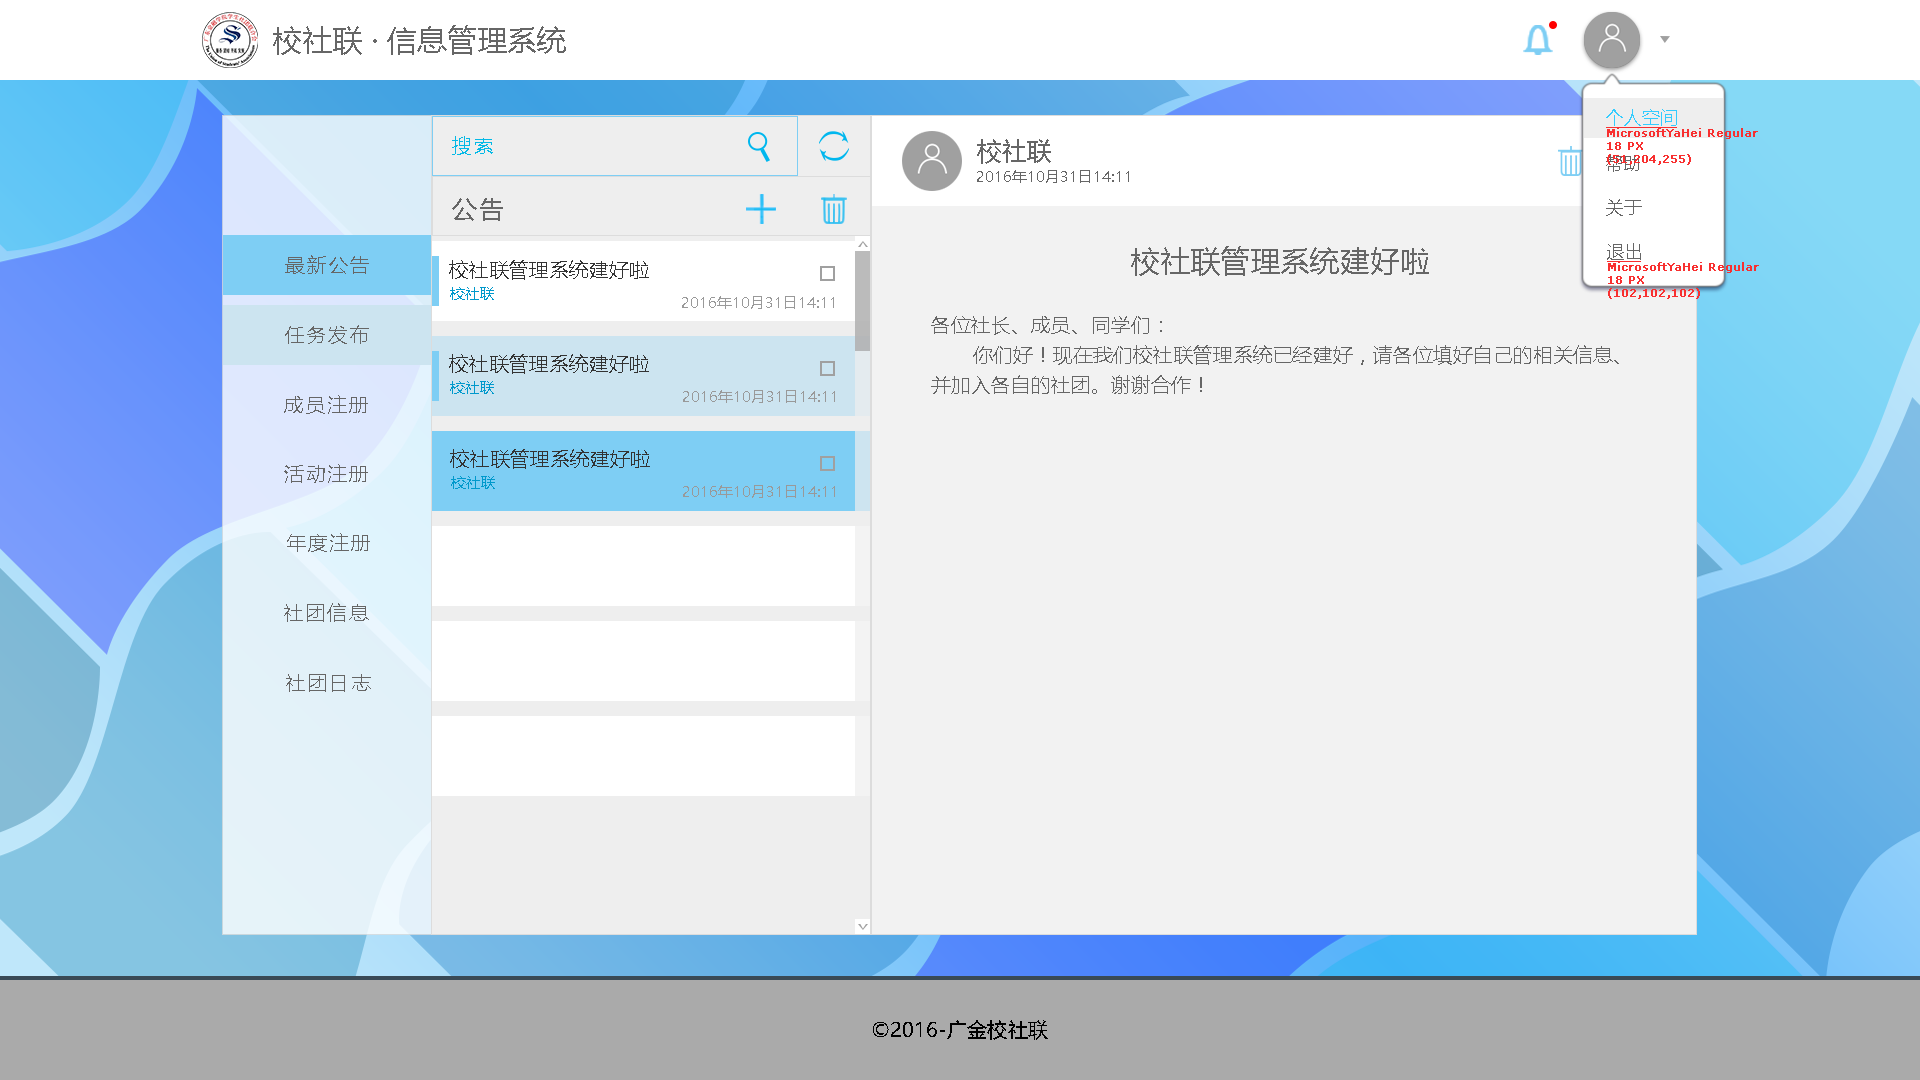 校社联 · 信息管理系统
个人空间
MicrosoftYaHei Regular
18 PX
(51,204,255)
帮助
关于
退出
MicrosoftYaHei Regular
18 PX
(102,102,102)
最新公告
任务发布
成员注册
活动注册
年度注册
社团信息
社团日志
搜索
公告
校社联管理系统建好啦
校社联
2016年10月31日14:11
校社联管理系统建好啦
校社联
2016年10月31日14:11
校社联管理系统建好啦
校社联
2016年10月31日14:11
校社联
2016年10月31日14:11
校社联管理系统建好啦
各位社长、成员、同学们：
你们好！现在我们校社联管理系统已经建好，请各位填好自己的相关信息、
并加入各自的社团。谢谢合作！
©2016-广金校社联